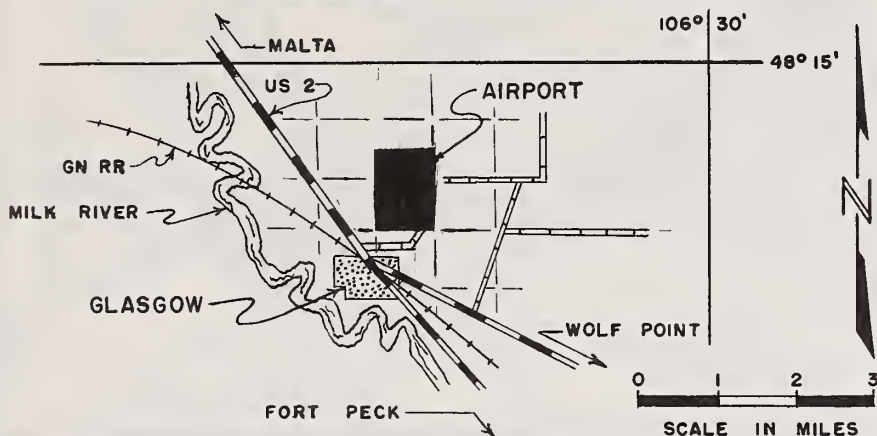 106° 30'
MALTA
48° 15'
US 2
AIRPORT
GN RR
N
MILK RIVER
GLASGOW
WOLF POINT
0 1 2 3
FORT PECK
SCALE IN MILES